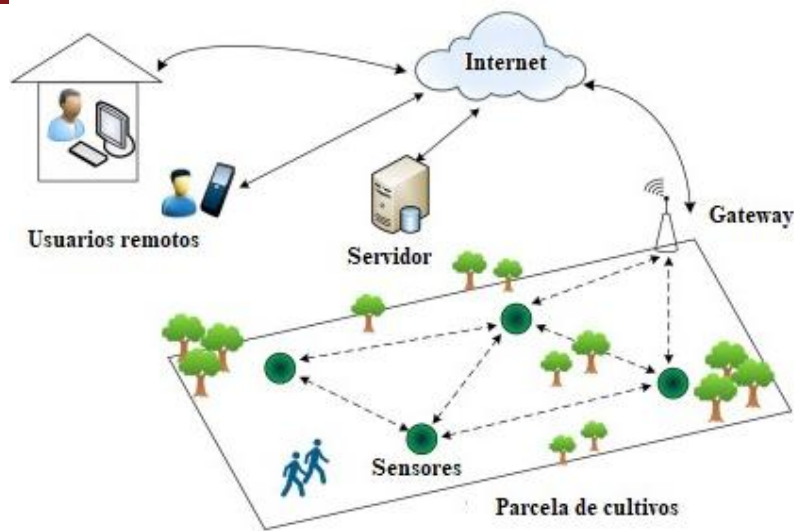 Internet
Gateway
Usuarios remotos
Servidor
Sensores
Parcela de cultivos